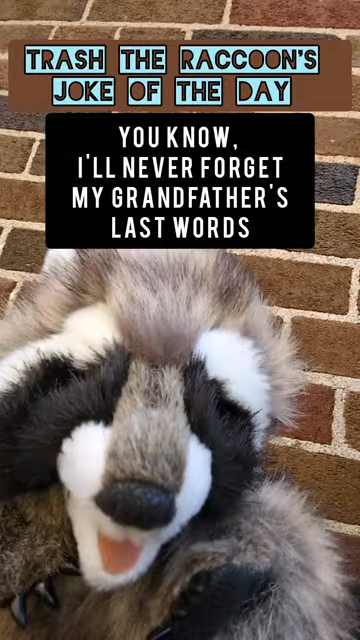 TRASH THE RACCOON'S
JOKE OF THE DAY
YOU KNOW,
I'LL NEVER FORGET
MY GRANDFATHER'S
LAST WORDS